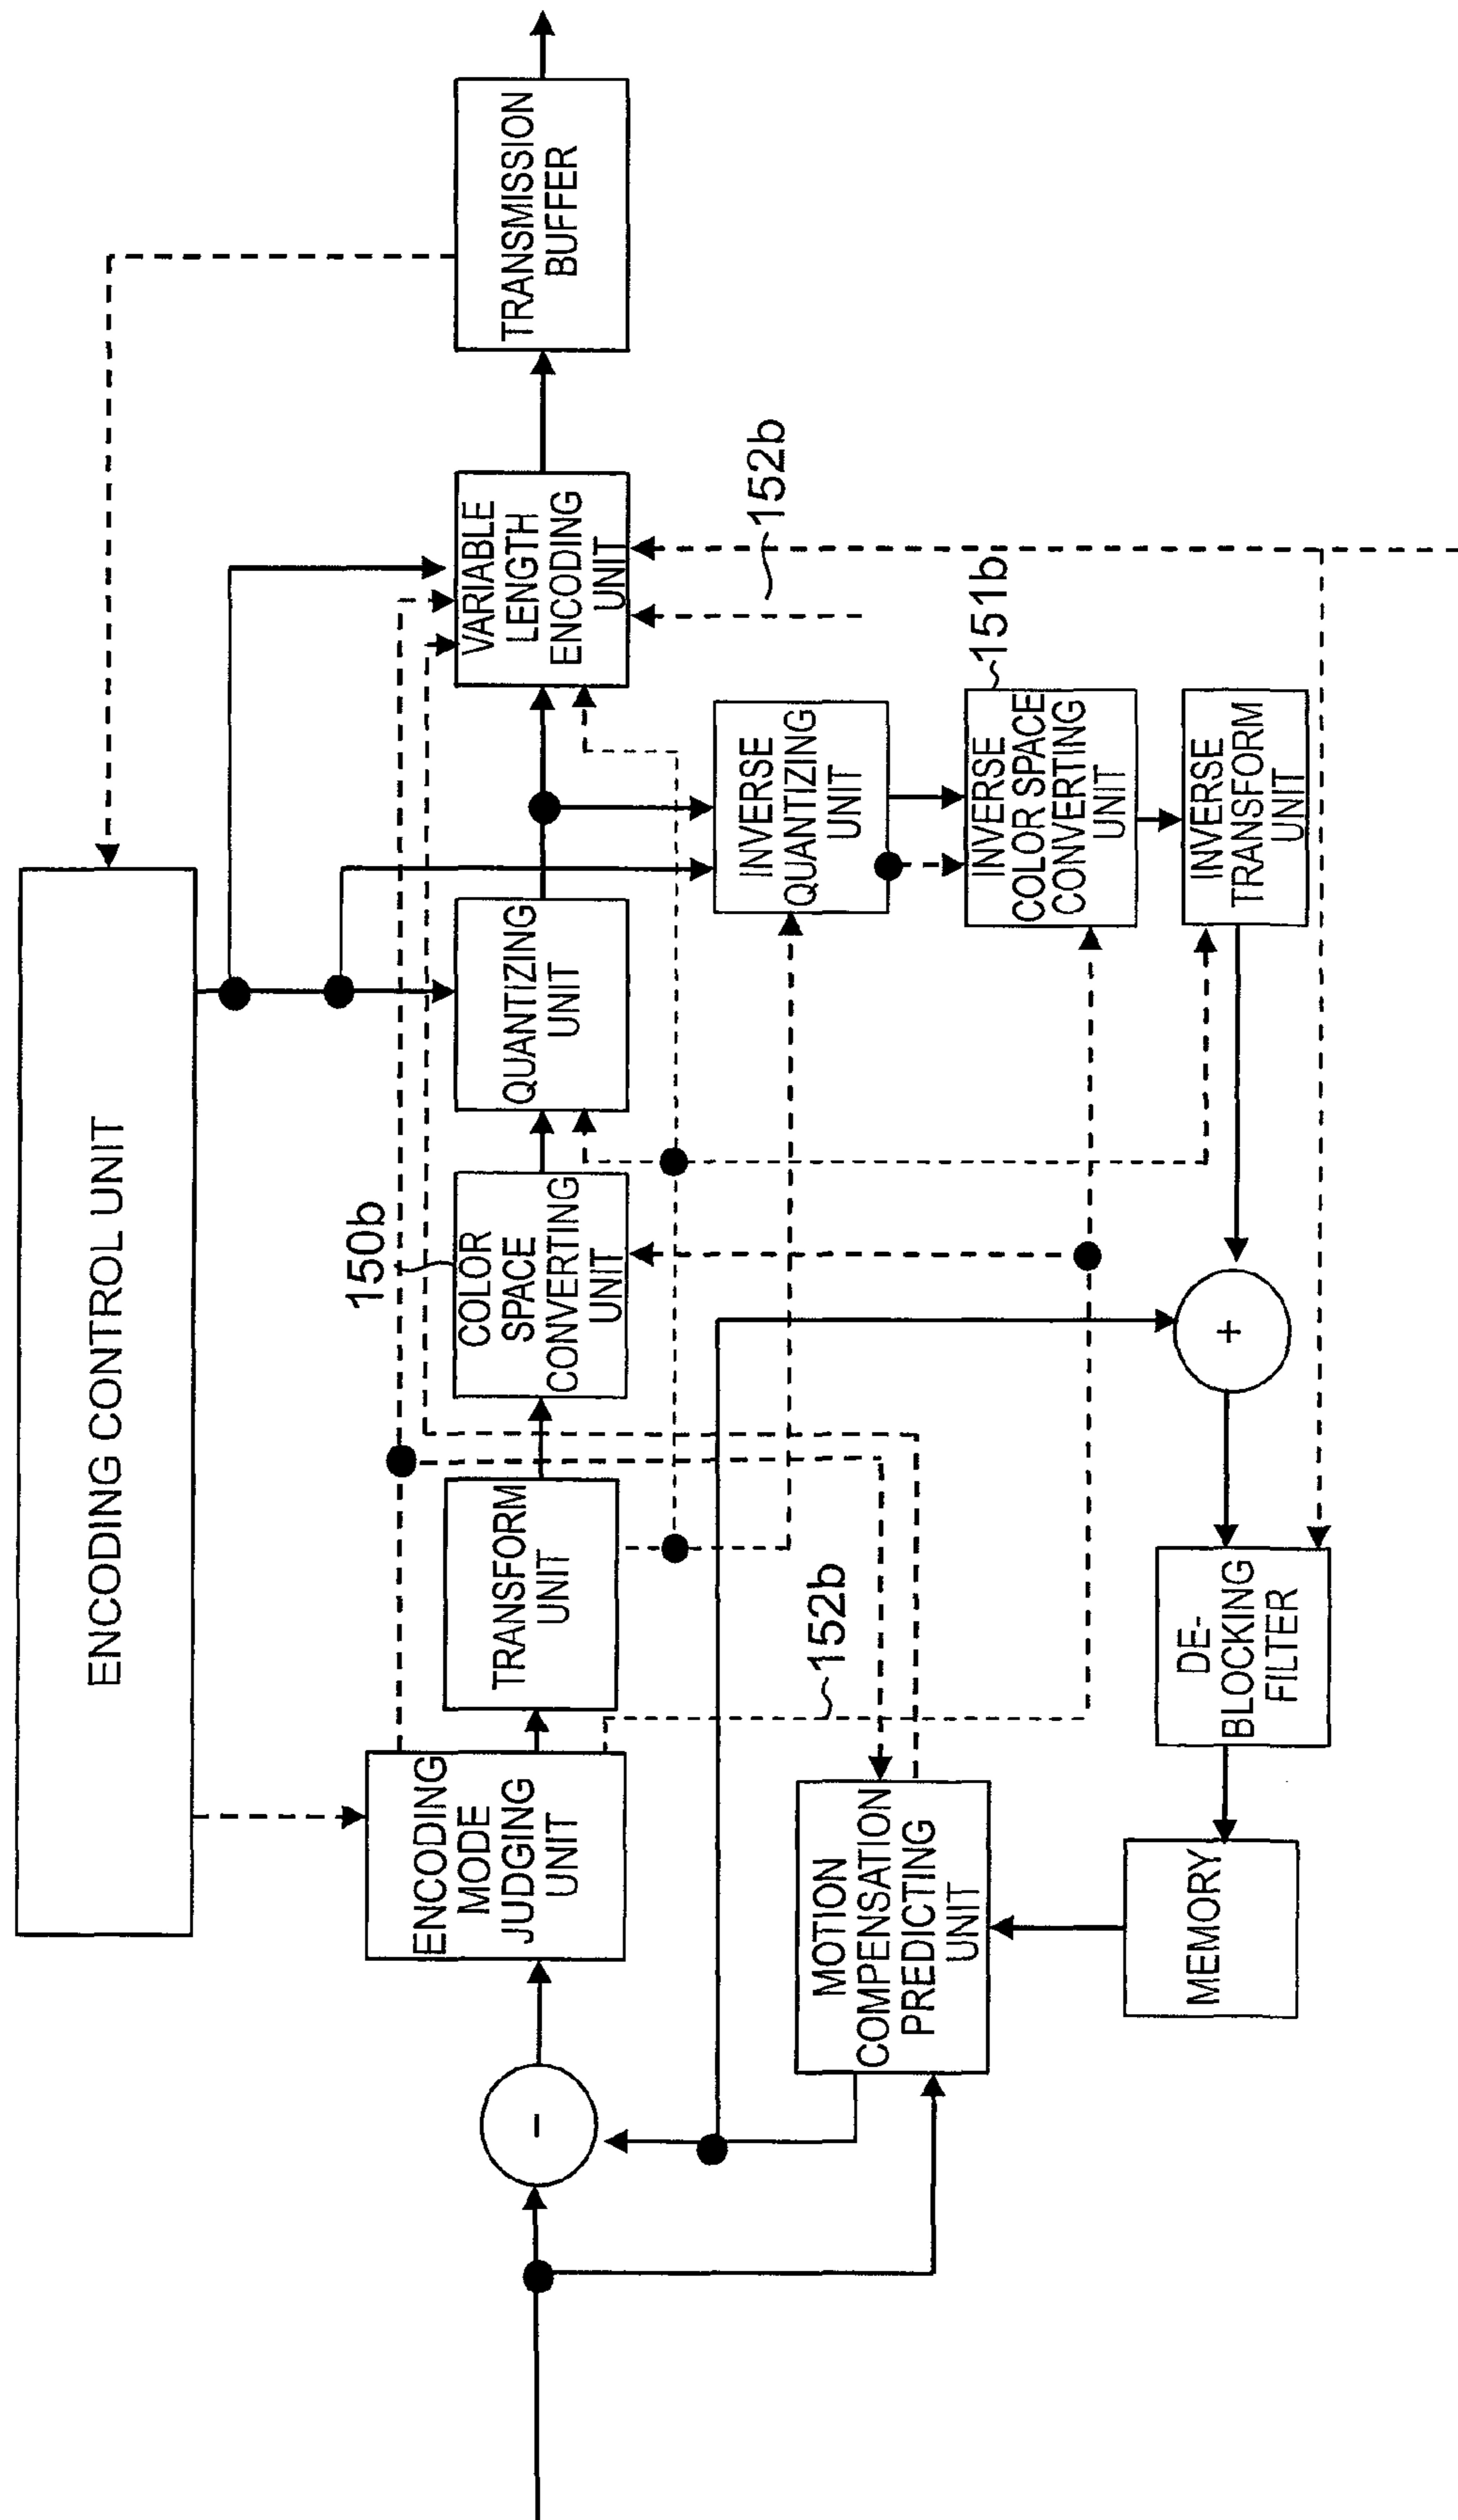 ENCODING CONTROL UNIT
ENCODING
MODE
JUDGING
UNIT
TRANSFORM
UNIT
150b
COLOR
SPACE
CONVERTING
UNIT
QUANTIZING
UNIT
VARIABLE
LENGTH
ENCODING
UNIT
TRANSMISSION
BUFFER
152b
-
152b
INVERSE
QUANTIZING
UNIT
151b
INVERSE
COLOR SPACE
CONVERTING
UNIT
INVERSE
TRANSFORM
UNIT
+
MOTION
COMPENSATION
PREDICTING
UNIT
DE-
BLOCKING
FILTER
MEMORY